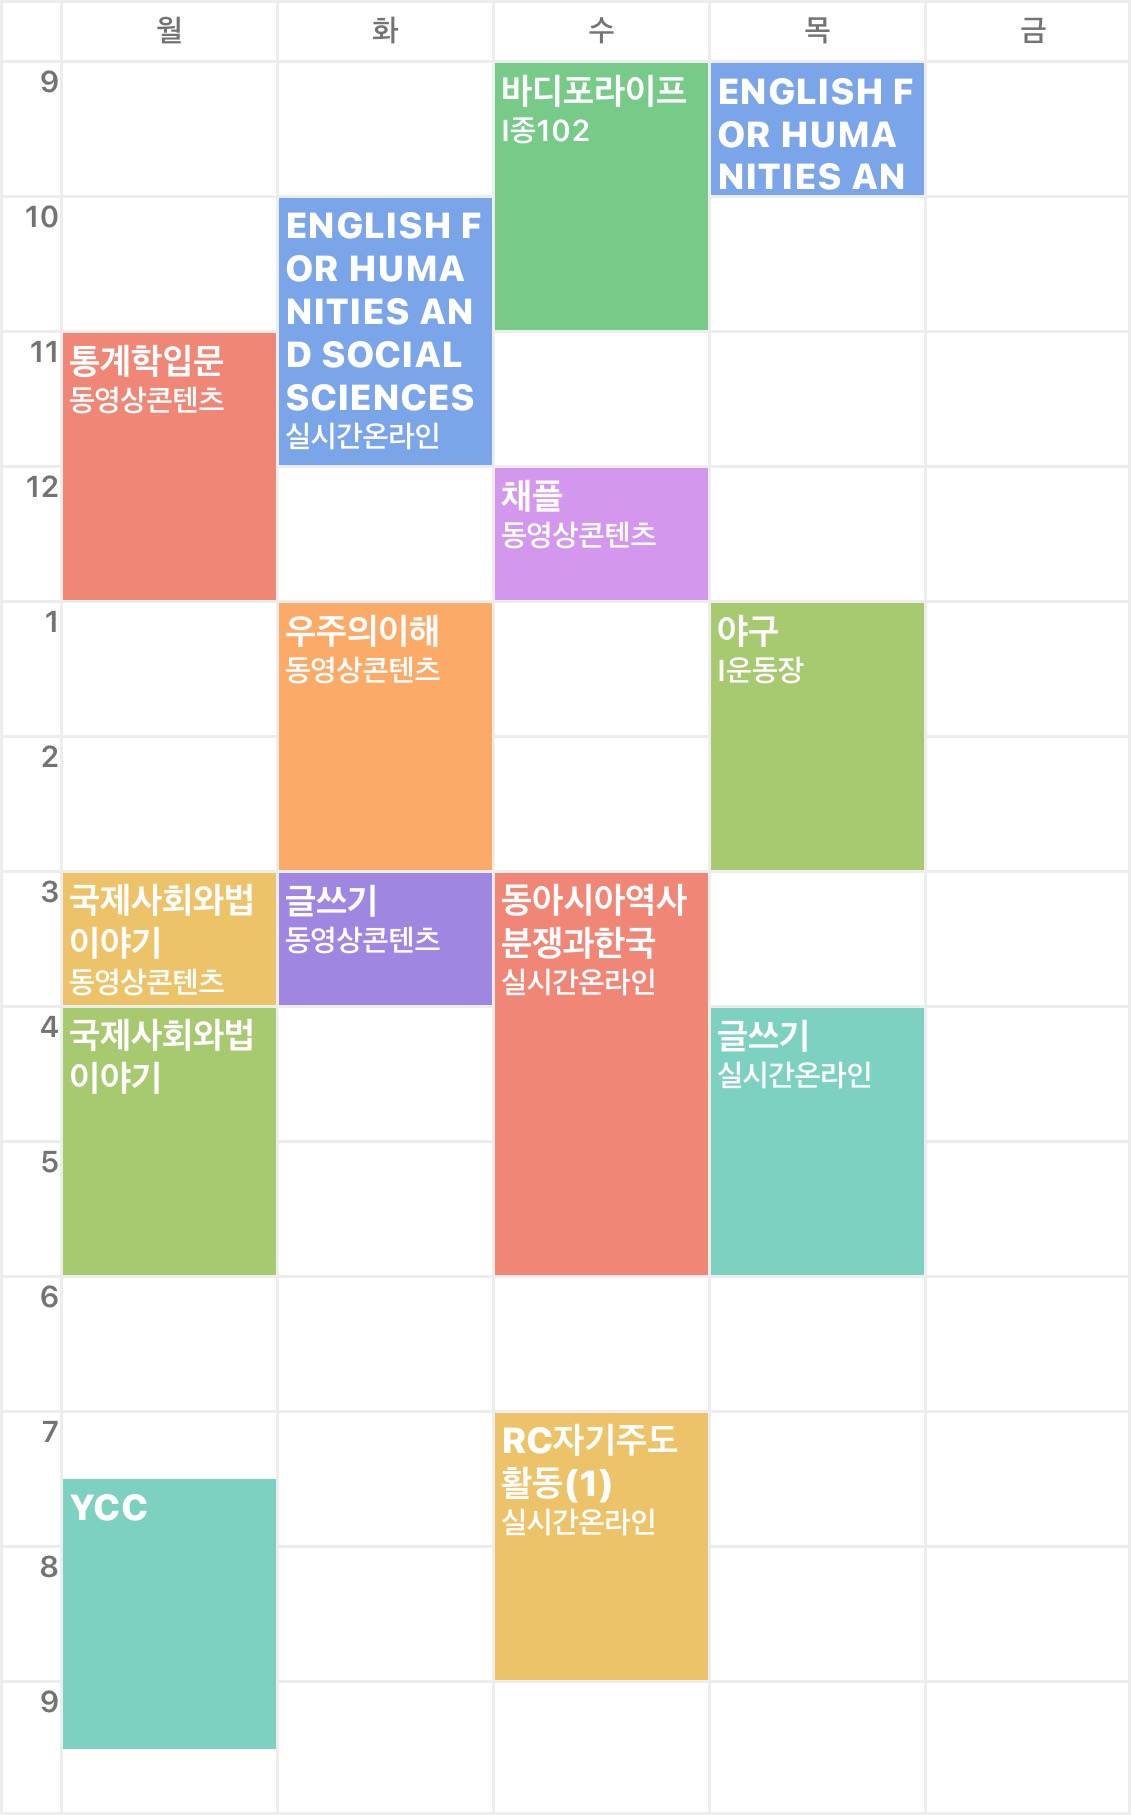 월 화 수 목 금
9
바디포라이프
I종102
ENGLISH F
OR HUMA
NITIES AN
10
ENGLISH F
OR HUMA
NITIES AN
D SOCIAL
SCIENCES
실시간온라인
11
통계학입문
동영상콘텐츠
12
채플
동영상콘텐츠
1
우주의이해
동영상콘텐츠
야구
I운동장
2
3
국제사회와법
이야기
동영상콘텐츠
글쓰기
동영상콘텐츠
동아시아역사
분쟁과한국
실시간온라인
4
국제사회와법
이야기
글쓰기
실시간온라인
5
6
7
YCC
RC자기주도
활동(1)
실시간온라인
8
9